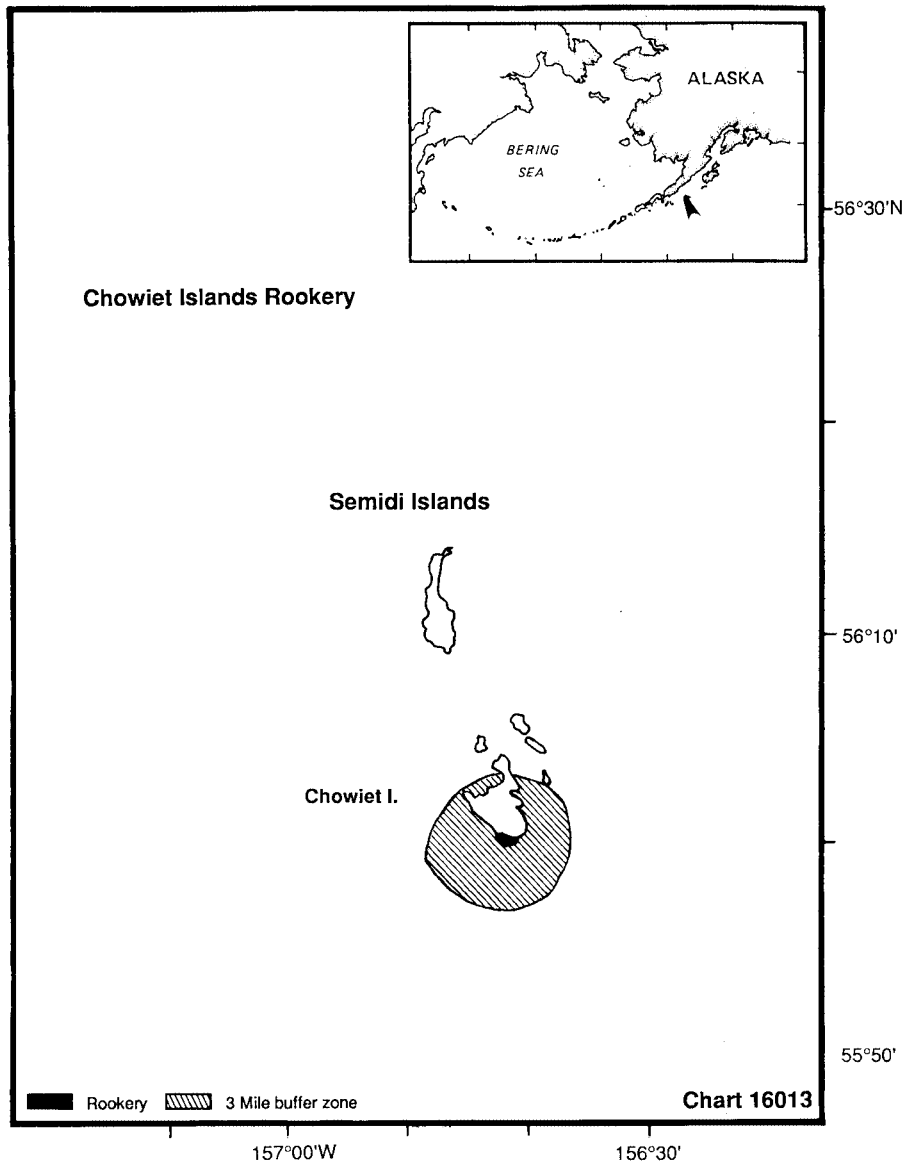 ALASKA
BERING
SEA
56°30'N
Chowiet Islands Rookery
Semidi Islands
56°10'
Chowiet I.
55°50'
Rookery
3 Mile buffer zone
Chart 16013
157°00'W
156°30'